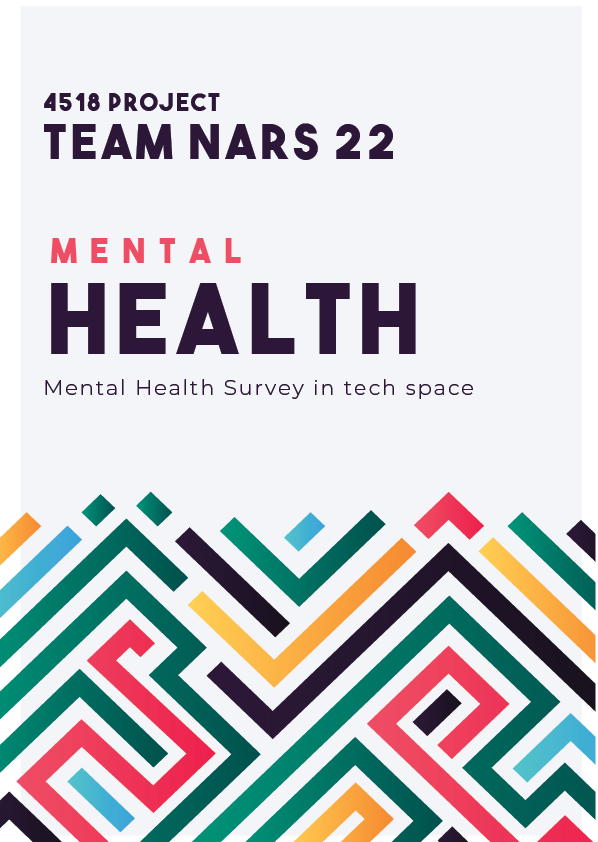 4518 PROJECT
TEAM NARS 22
MENTAL
HEALTH
Mental Health Survey in tech space